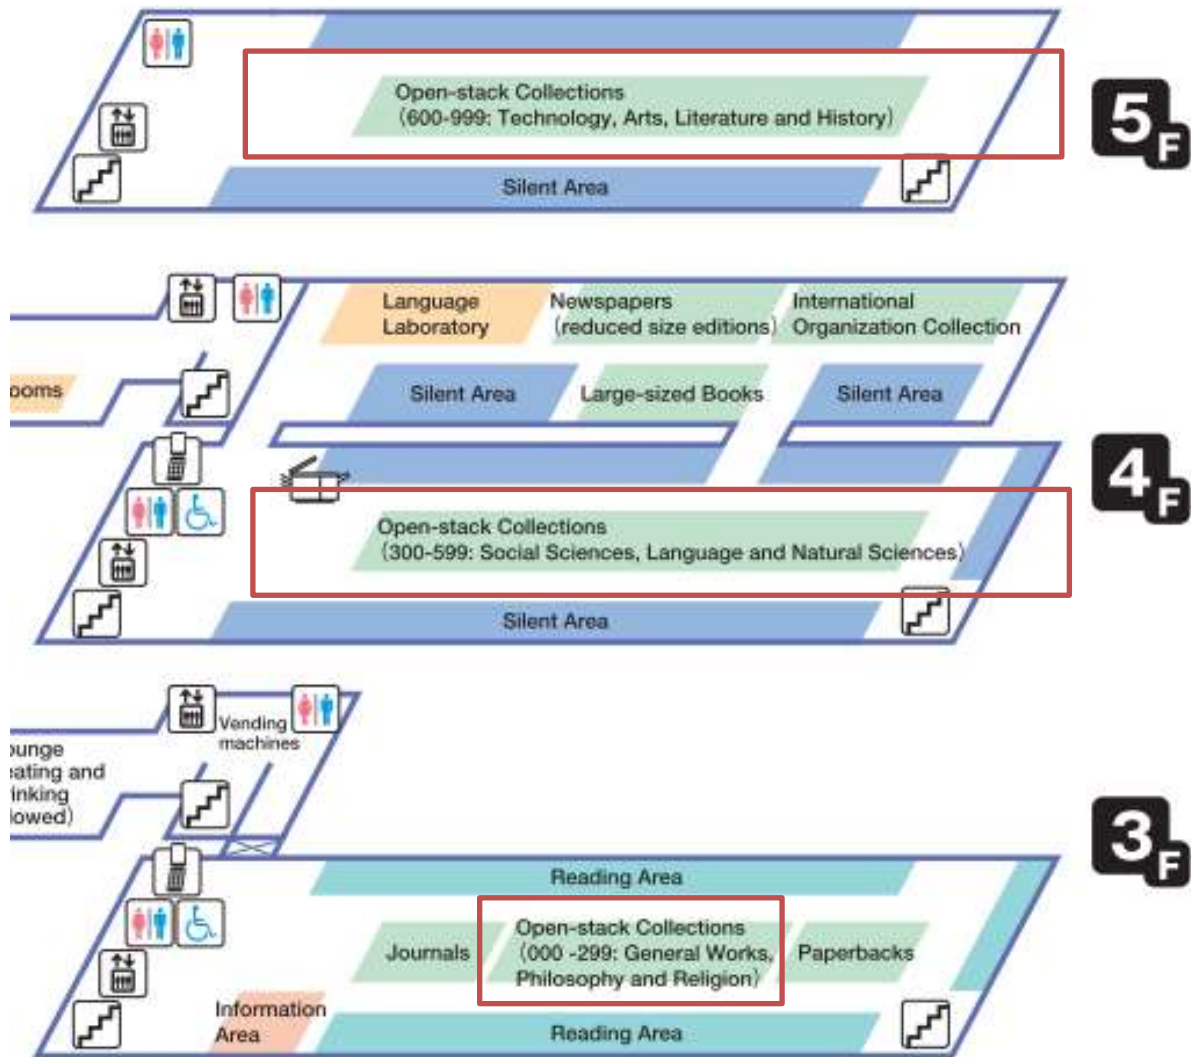 Open-stack Collections
(600-999: Technology, Arts, Literature and History)
Silent Area
5F
Language
Laboratory
Newspapers
(reduced size editions)
International
Organization Collection
ooms
Silent Area
Large-sized Books
Silent Area
4F
Open-stack Collections
(300-599: Social Sciences, Language and Natural Sciences)
Silent Area
Vending
machines
ounge
eating and
rinking
lowed)
3F
Reading Area
Journals
Open-stack Collections
(000 -299: General Works,
Philosophy and Religion)
Paperbacks
Information
Area
Reading Area